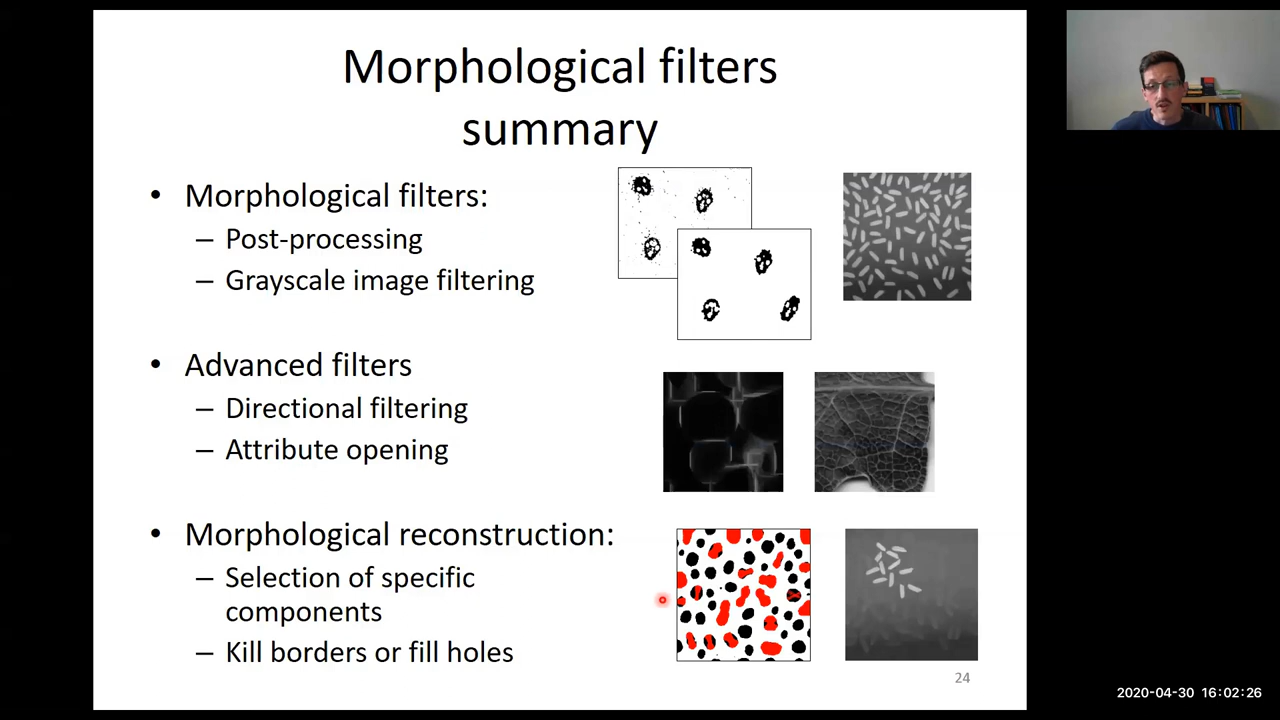 Morphological filters
summary
• Morphological filters:
– Post-processing
– Grayscale image filtering
• Advanced filters
– Directional filtering
– Attribute opening
• Morphological reconstruction:
– Selection of specific
components
– Kill borders or fill holes
24
2020-04-30 16:02:26